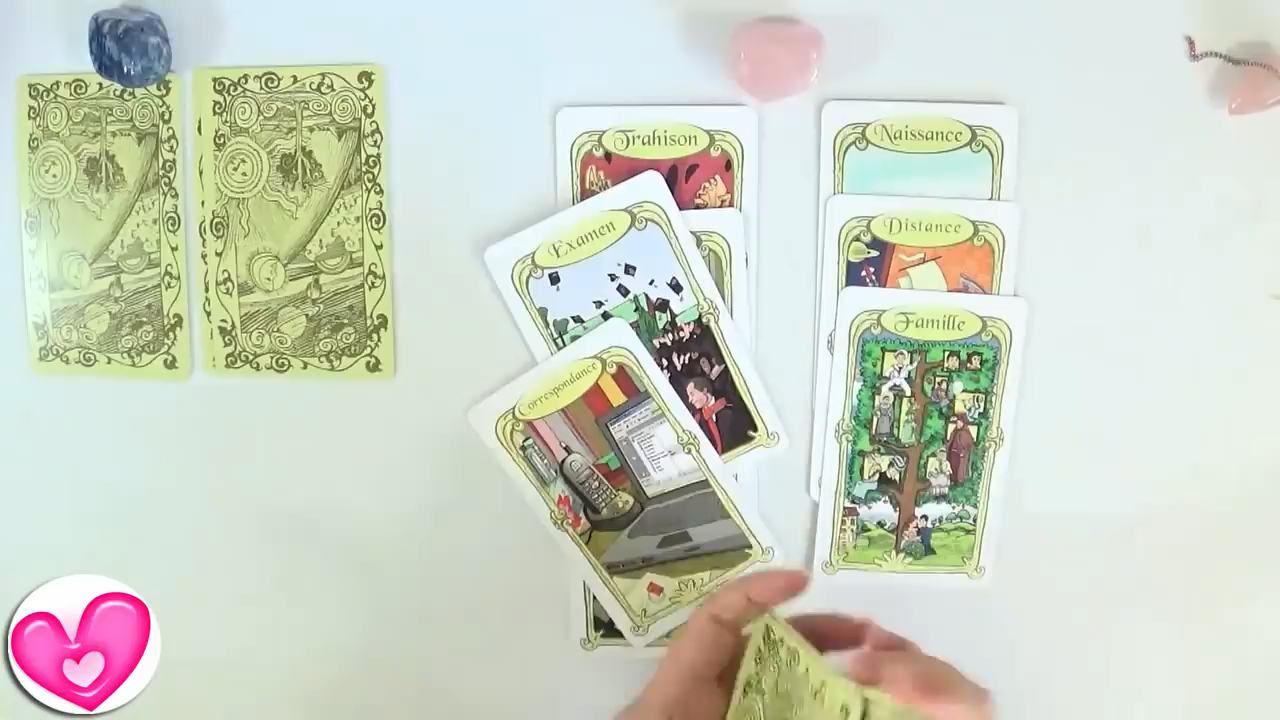 Trahison
Naissance
Examen
Distance
Famille
Correspondance